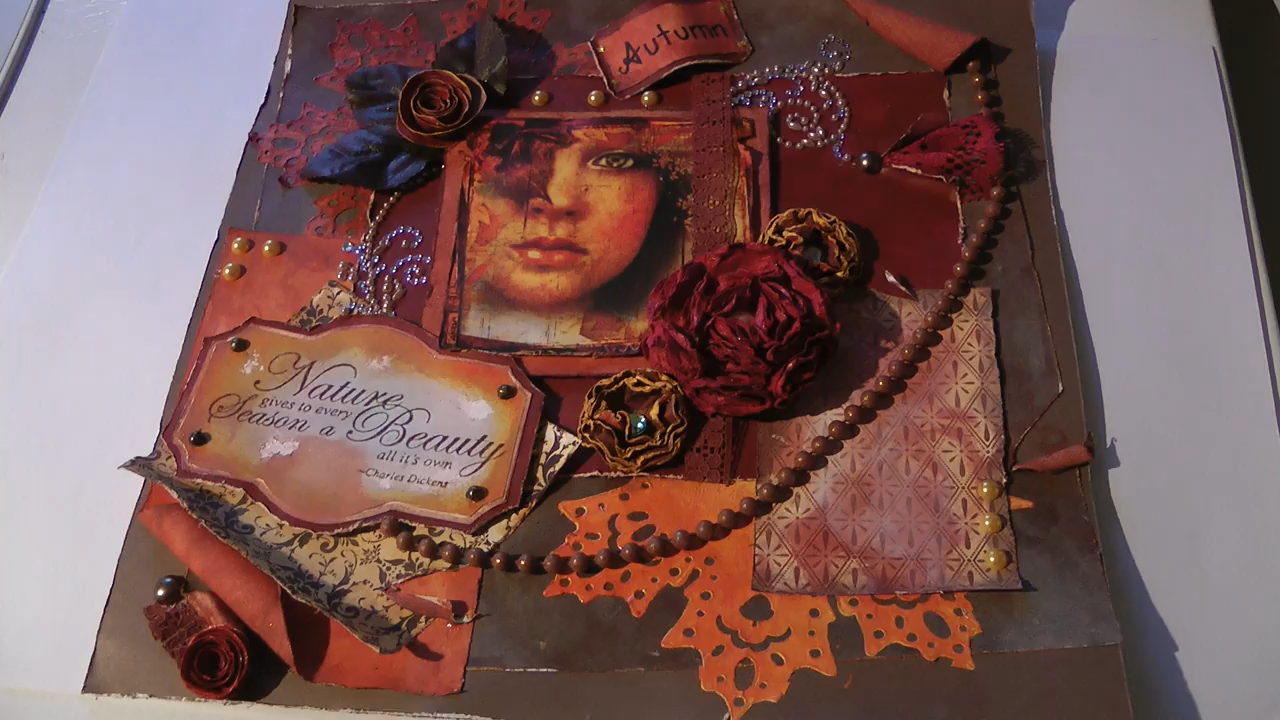 Autumn
Nature
gives to every
Season a Beauty
all it's own
~Charles Dickens